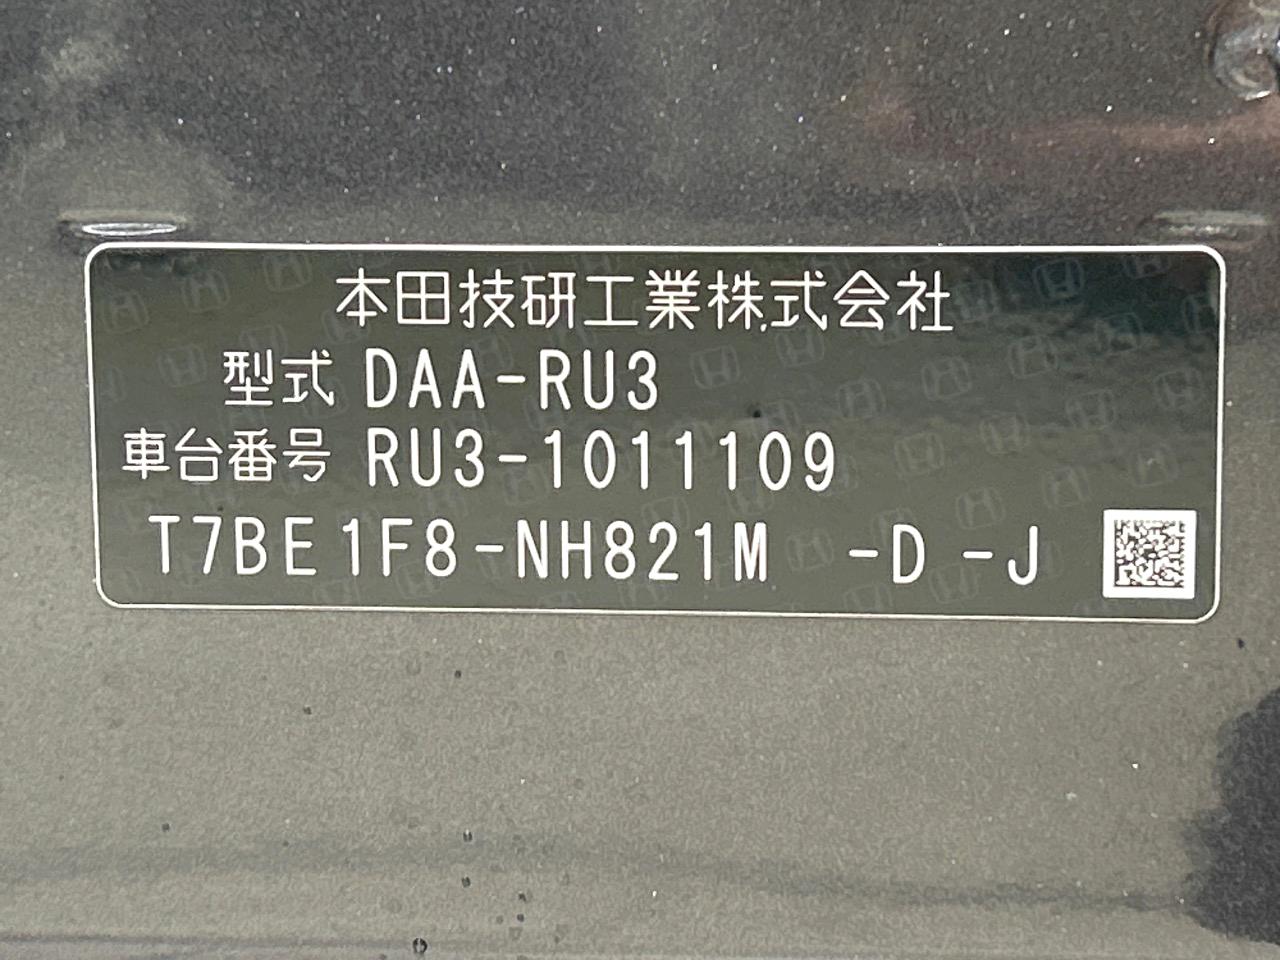 本田技研工業株式会社
型式 DAA-RU3
車台番号 RU3-1011109
T7BE1F8-NH821M -D -J